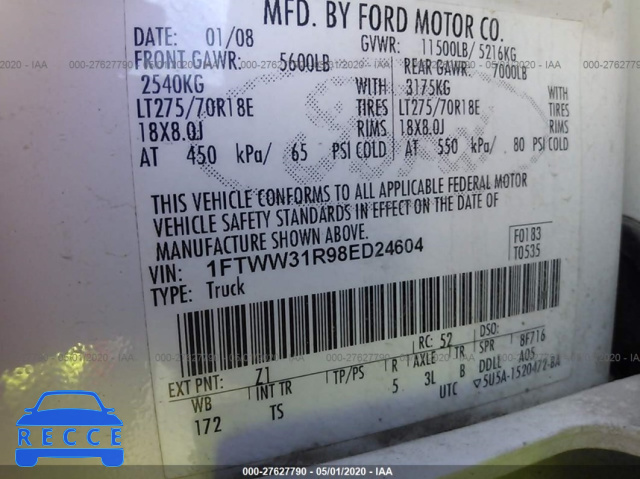 MFD. BY FORD MOTOR CO.
DATE: 01/08
GVWR: 11500LB/ 5216KG
FRONT GAWR: 5600LB
REAR GAWR: 7000LB
2540KG WITH
3175KG WITH
LT275/70R18E TIRES
LT275/70R18E TIRES
18X8.0J RIMS
18X8.0J RIMS
AT 450 kPa/ 65 PSI COLD
AT 550 kPa/ 80 PSI COLD
Ford
THIS VEHICLE CONFORMS TO ALL APPLICABLE FEDERAL MOTOR
VEHICLE SAFETY STANDARDS IN EFFECT ON THE DATE OF
MANUFACTURE SHOWN ABOVE.
F0183
T0535
VIN: 1FTWW31R98ED24604
TYPE: Truck
RC: 52 DSO:
EXT PNT: Z1
WB INT TR TP/PS R AXLE TR SPR 8F716
172 TS 5 3L B DDLL A05
UTC ▽5U5A-1520472-BA
000-27627790 - 05/01/2020 - IAA
RECCE